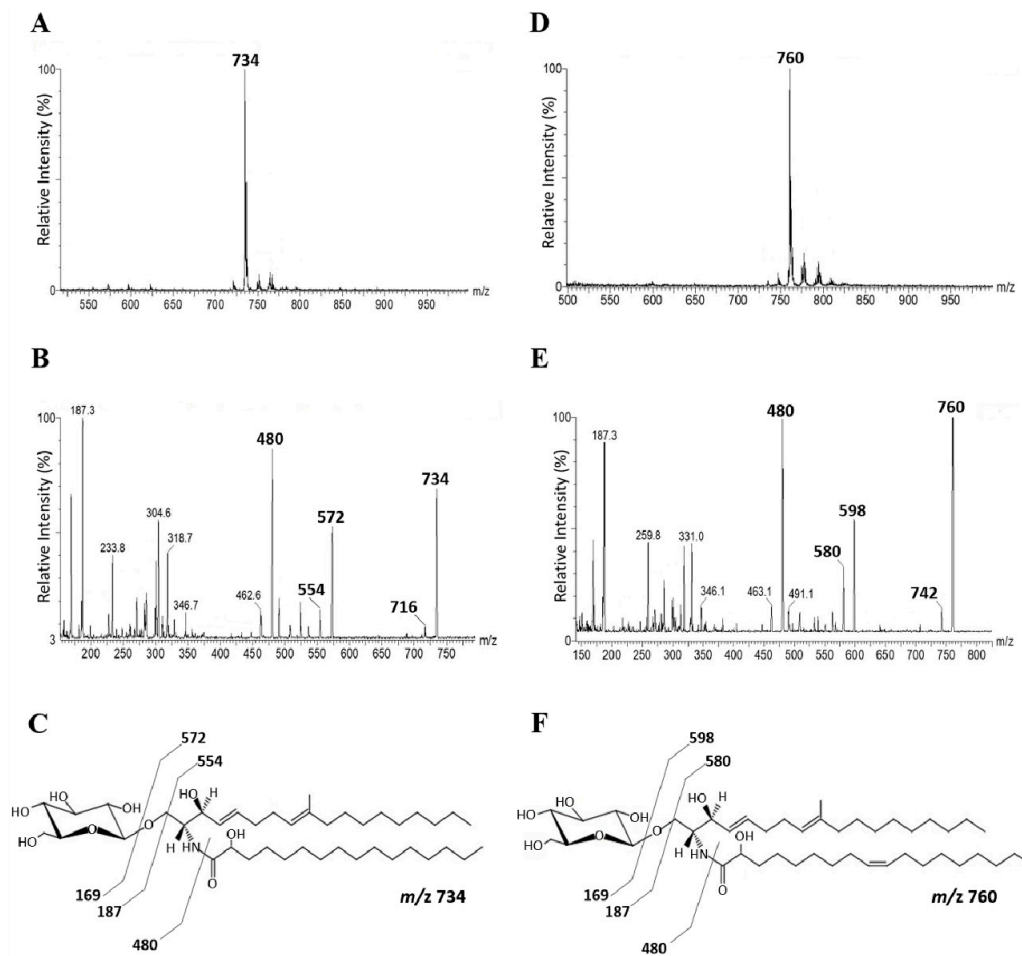 A
734
100
Relative Intensity (%)
0
550 600 650 700 750 800 850 900 950
m/z
D
760
100
Relative Intensity (%)
0
500 550 600 650 700 750 800 850 900 950
m/z
B
187.3
100
480
734
572
304.6
318.7
233.8
346.7
462.6
554
716
Relative Intensity (%)
3
200 250 300 350 400 450 500 550 600 650 700 750
m/z
E
480
760
100
187.3
598
259.8
331.0
580
346.1
463.1
491.1
742
Relative Intensity (%)
0
150 200 250 300 350 400 450 500 550 600 650 700 750 800
m/z
C
572
554
HO
HO
OH
HO
O
O
HO
H
OH
H
NH
O
169
187
480
m/z 734
F
598
580
HO
HO
OH
HO
O
O
HO
H
OH
H
NH
O
169
187
480
m/z 760